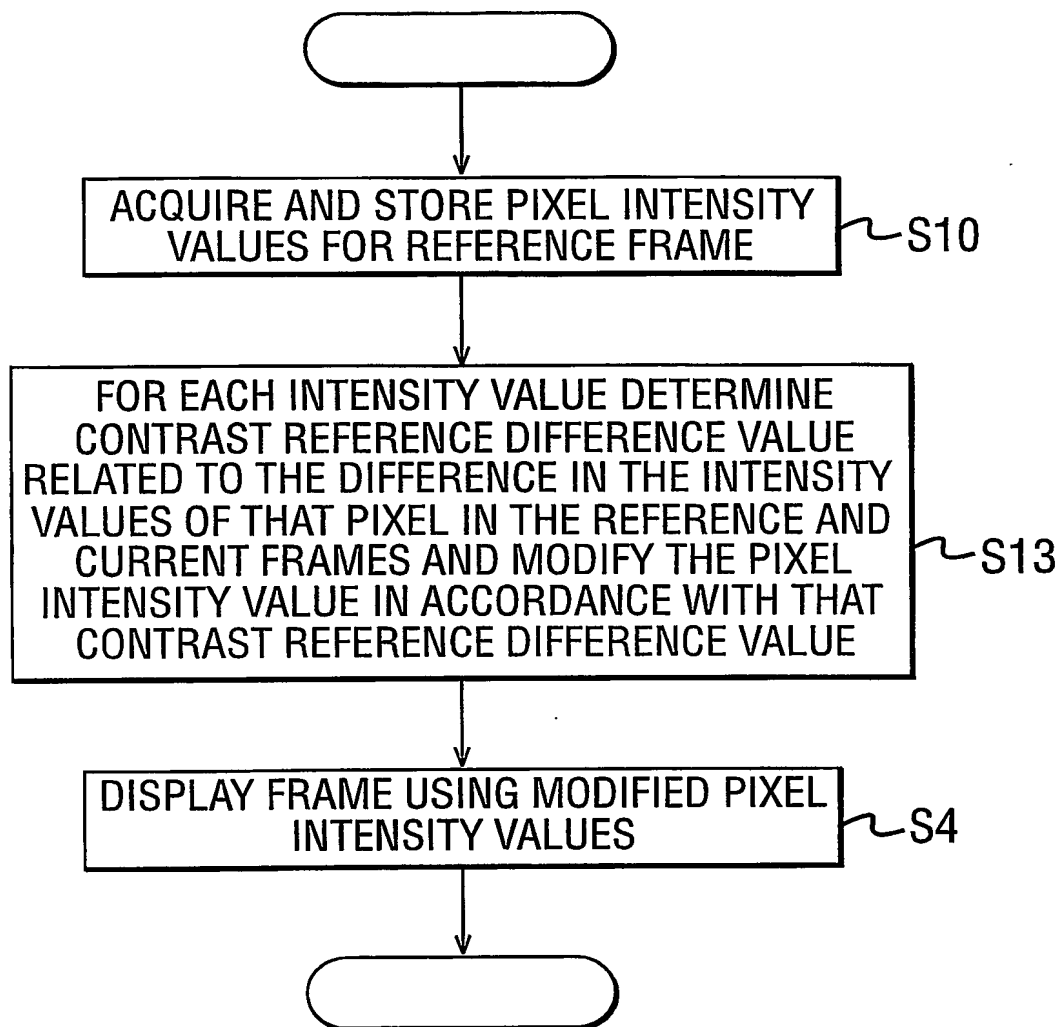 ACQUIRE AND STORE PIXEL INTENSITY
VALUES FOR REFERENCE FRAME
S10
FOR EACH INTENSITY VALUE DETERMINE
CONTRAST REFERENCE DIFFERENCE VALUE
RELATED TO THE DIFFERENCE IN THE INTENSITY
VALUES OF THAT PIXEL IN THE REFERENCE AND
CURRENT FRAMES AND MODIFY THE PIXEL
INTENSITY VALUE IN ACCORDANCE WITH THAT
CONTRAST REFERENCE DIFFERENCE VALUE
S13
DISPLAY FRAME USING MODIFIED PIXEL
INTENSITY VALUES
S4